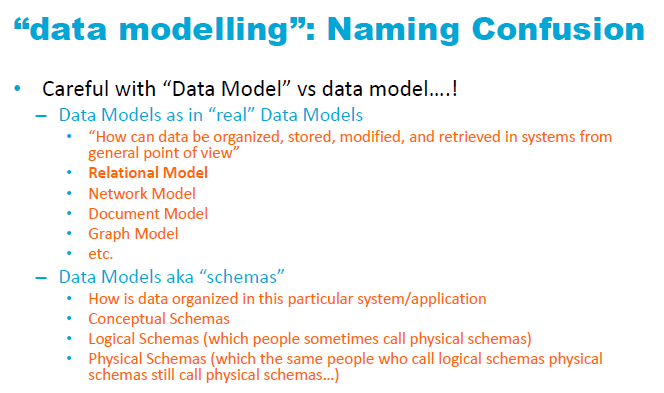 “data modelling”: Naming Confusion
• Careful with “Data Model” vs data model….!
– Data Models as in “real” Data Models
• “How can data be organized, stored, modified, and retrieved in systems from
general point of view”
• Relational Model
• Network Model
• Document Model
• Graph Model
• etc.
– Data Models aka “schemas”
• How is data organized in this particular system/application
• Conceptual Schemas
• Logical Schemas (which people sometimes call physical schemas)
• Physical Schemas (which the same people who call logical schemas physical
schemas still call physical schemas…)